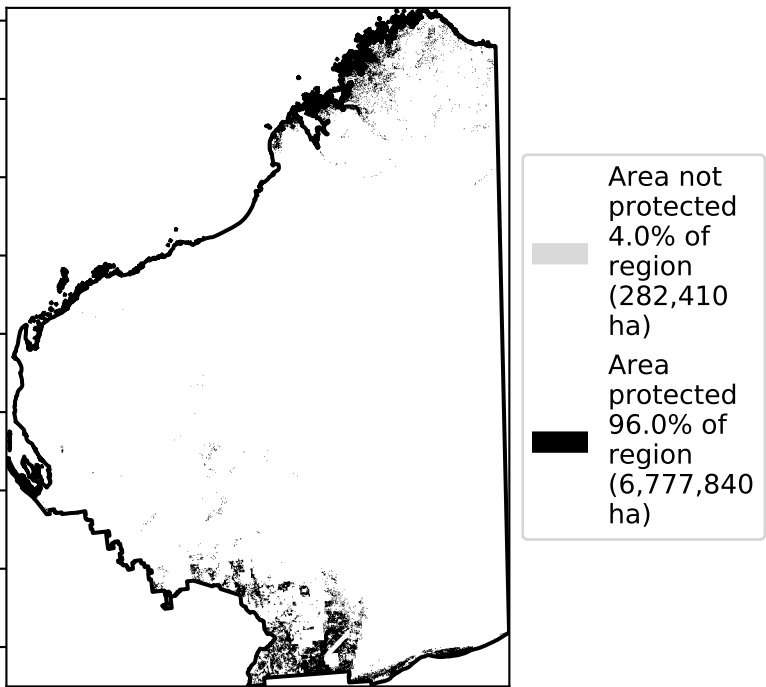 Area not
protected
4.0% of
region
(282,410
ha)
Area
protected
96.0% of
region
(6,777,840
ha)